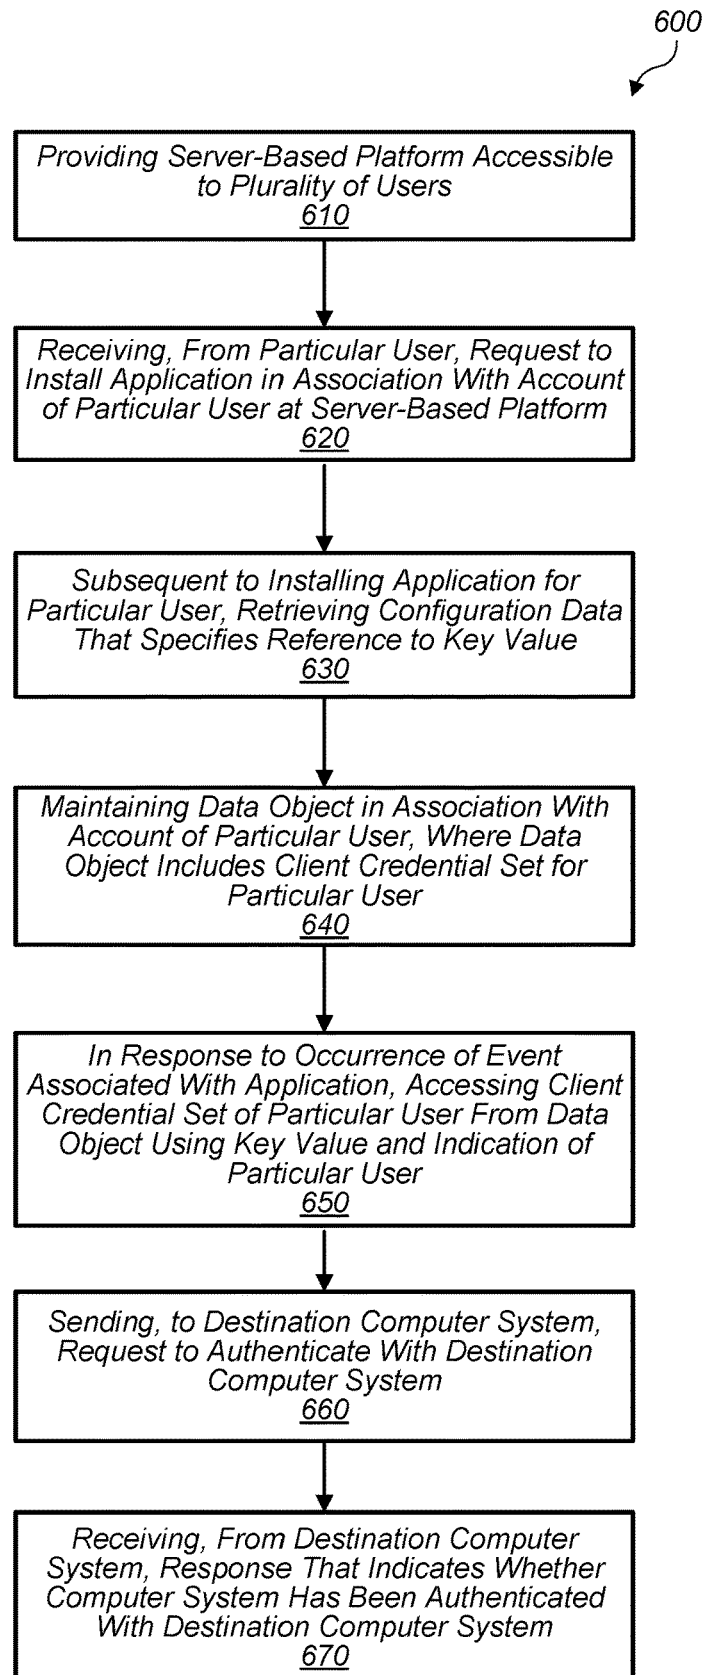 600
Providing Server-Based Platform Accessible
to Plurality of Users
610
Receiving, From Particular User, Request to
Install Application in Association With Account
of Particular User at Server-Based Platform
620
Subsequent to Installing Application for
Particular User, Retrieving Configuration Data
That Specifies Reference to Key Value
630
Maintaining Data Object in Association With
Account of Particular User, Where Data
Object Includes Client Credential Set for
Particular User
640
In Response to Occurrence of Event
Associated With Application, Accessing Client
Credential Set of Particular User From Data
Object Using Key Value and Indication of
Particular User
650
Sending, to Destination Computer System,
Request to Authenticate With Destination
Computer System
660
Receiving, From Destination Computer
System, Response That Indicates Whether
Computer System Has Been Authenticated
With Destination Computer System
670